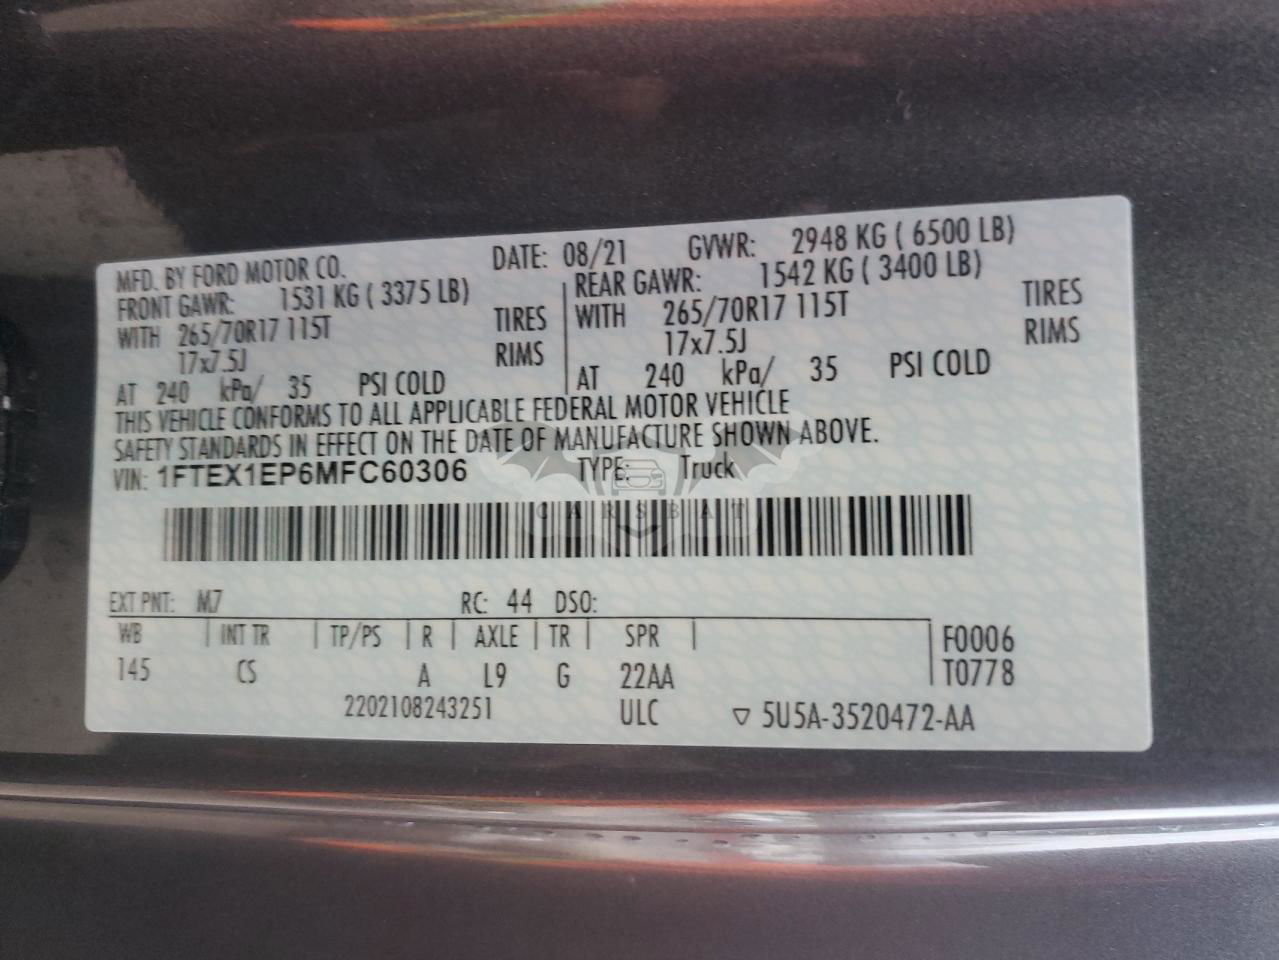 MFD. BY FORD MOTOR CO. DATE: 08/21 GVWR: 2948 KG ( 6500 LB)
FRONT GAWR: 1531 KG ( 3375 LB) REAR GAWR: 1542 KG ( 3400 LB)
WITH 265/70R17 115T TIRES WITH 265/70R17 115T TIRES
17x7.5J RIMS 17x7.5J RIMS
AT 240 kPa/ 35 PSI COLD AT 240 kPa/ 35 PSI COLD
THIS VEHICLE CONFORMS TO ALL APPLICABLE FEDERAL MOTOR VEHICLE
SAFETY STANDARDS IN EFFECT ON THE DATE OF MANUFACTURE SHOWN ABOVE.
VIN: 1FTEX1EP6MFC60306 TYPE: Truck
CARSBAT
EXT PNT: M7 RC: 44 DSO:
WB INT TR TP/PS R AXLE TR SPR F0006
145 CS A L9 G 22AA T0778
2202108243251 ULC ▽ 5U5A-3520472-AA